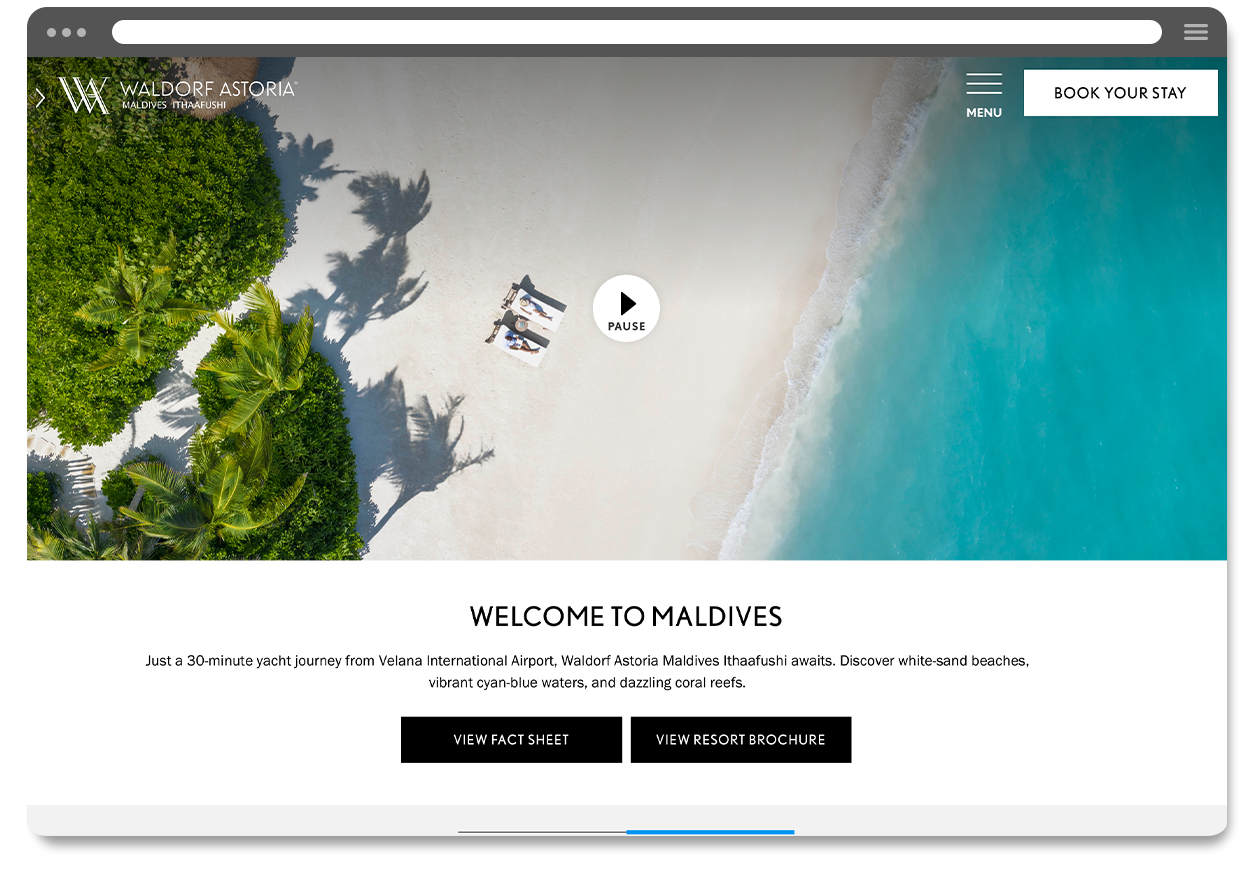 WALDORF ASTORIA
MALDIVES ITHAAFUSHI
MENU
BOOK YOUR STAY
PAUSE
WELCOME TO MALDIVES
Just a 30-minute yacht journey from Velana International Airport, Waldorf Astoria Maldives Ithaafushi awaits. Discover white-sand beaches,
vibrant cyan-blue waters, and dazzling coral reefs.
VIEW FACT SHEET
VIEW RESORT BROCHURE